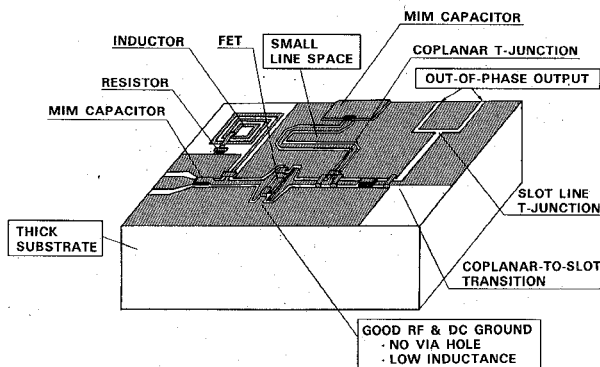 MIM CAPACITOR
INDUCTOR
FET
SMALL
LINE SPACE
COPLANAR T-JUNCTION
OUT-OF-PHASE OUTPUT
RESISTOR
MIM CAPACITOR
SLOT LINE
T-JUNCTION
THICK
SUBSTRATE
COPLANAR-TO-SLOT
TRANSITION
GOOD RF & DC GROUND
· NO VIA HOLE
· LOW INDUCTANCE